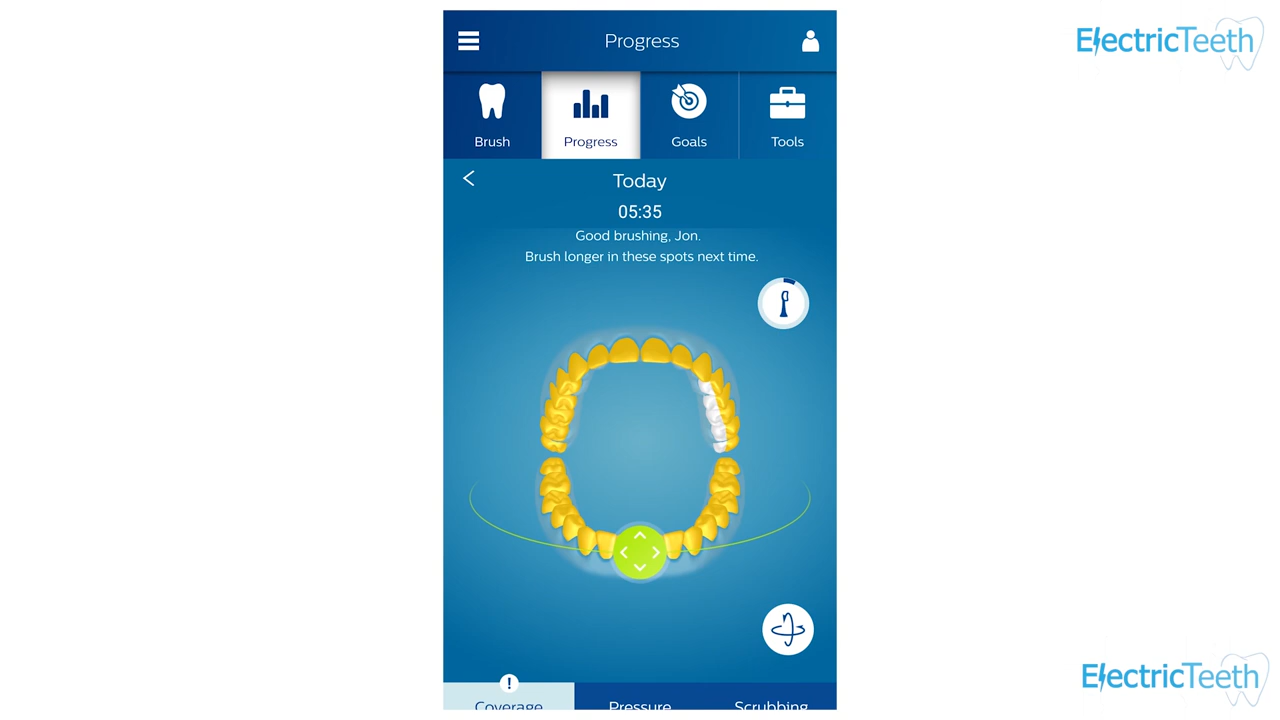 Progress
ElectricTeeth
Brush
Progress
Goals
Tools
Today
05:35
Good brushing, Jon.
Brush longer in these spots next time.
!
Coverage
Pressure
Scrubbing
ElectricTeeth